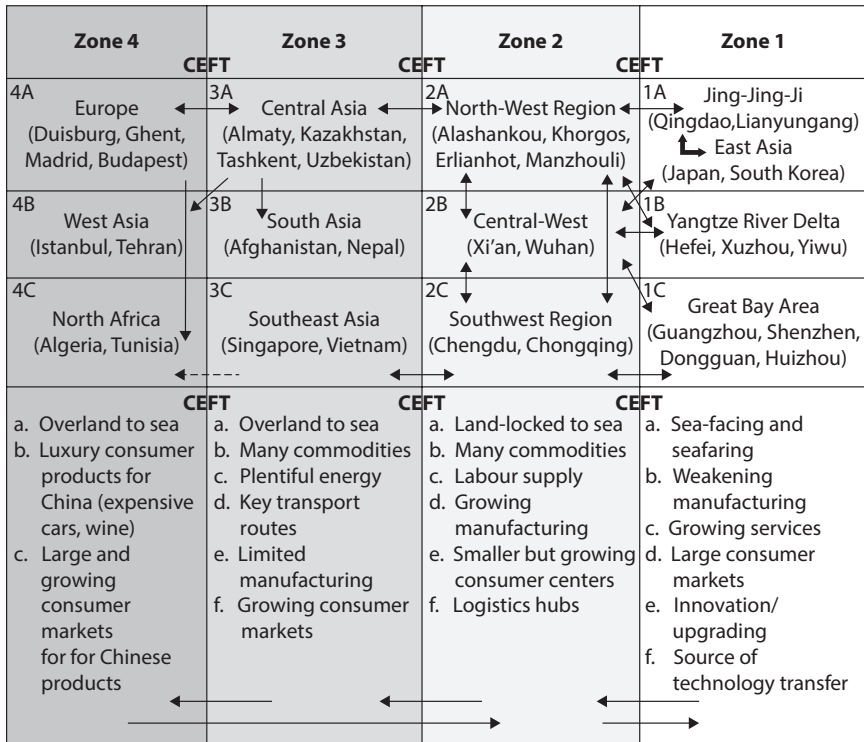 Zone 4
Zone 3
Zone 2
Zone 1
CEFT
CEFT
CEFT
4A
Europe
(Duisburg, Ghent,
Madrid, Budapest)
3A
Central Asia
(Almaty, Kazakhstan,
Tashkent, Uzbekistan)
2A
North-West Region
(Alashankou, Khorgos,
Erlianhot, Manzhouli)
1A
Jing-Jing-Ji
(Qingdao,Lianyungang)
East Asia
(Japan, South Korea)
4B
West Asia
(Istanbul, Tehran)
3B
South Asia
(Afghanistan, Nepal)
2B
Central-West
(Xi’an, Wuhan)
1B
Yangtze River Delta
(Hefei, Xuzhou, Yiwu)
4C
North Africa
(Algeria, Tunisia)
3C
Southeast Asia
(Singapore, Vietnam)
2C
Southwest Region
(Chengdu, Chongqing)
1C
Great Bay Area
(Guangzhou, Shenzhen,
Dongguan, Huizhou)
CEFT
CEFT
CEFT
a. Overland to sea
b. Luxury consumer
products for
China (expensive
cars, wine)
c. Large and
growing
consumer
markets
for for Chinese
products
a. Overland to sea
b. Many commodities
c. Plentiful energy
d. Key transport
routes
e. Limited
manufacturing
f. Growing consumer
markets
a. Land-locked to sea
b. Many commodities
c. Labour supply
d. Growing
manufacturing
e. Smaller but growing
consumer centers
f. Logistics hubs
a. Sea-facing and
seafaring
b. Weakening
manufacturing
c. Growing services
d. Large consumer
markets
e. Innovation/
upgrading
f. Source of
technology transfer